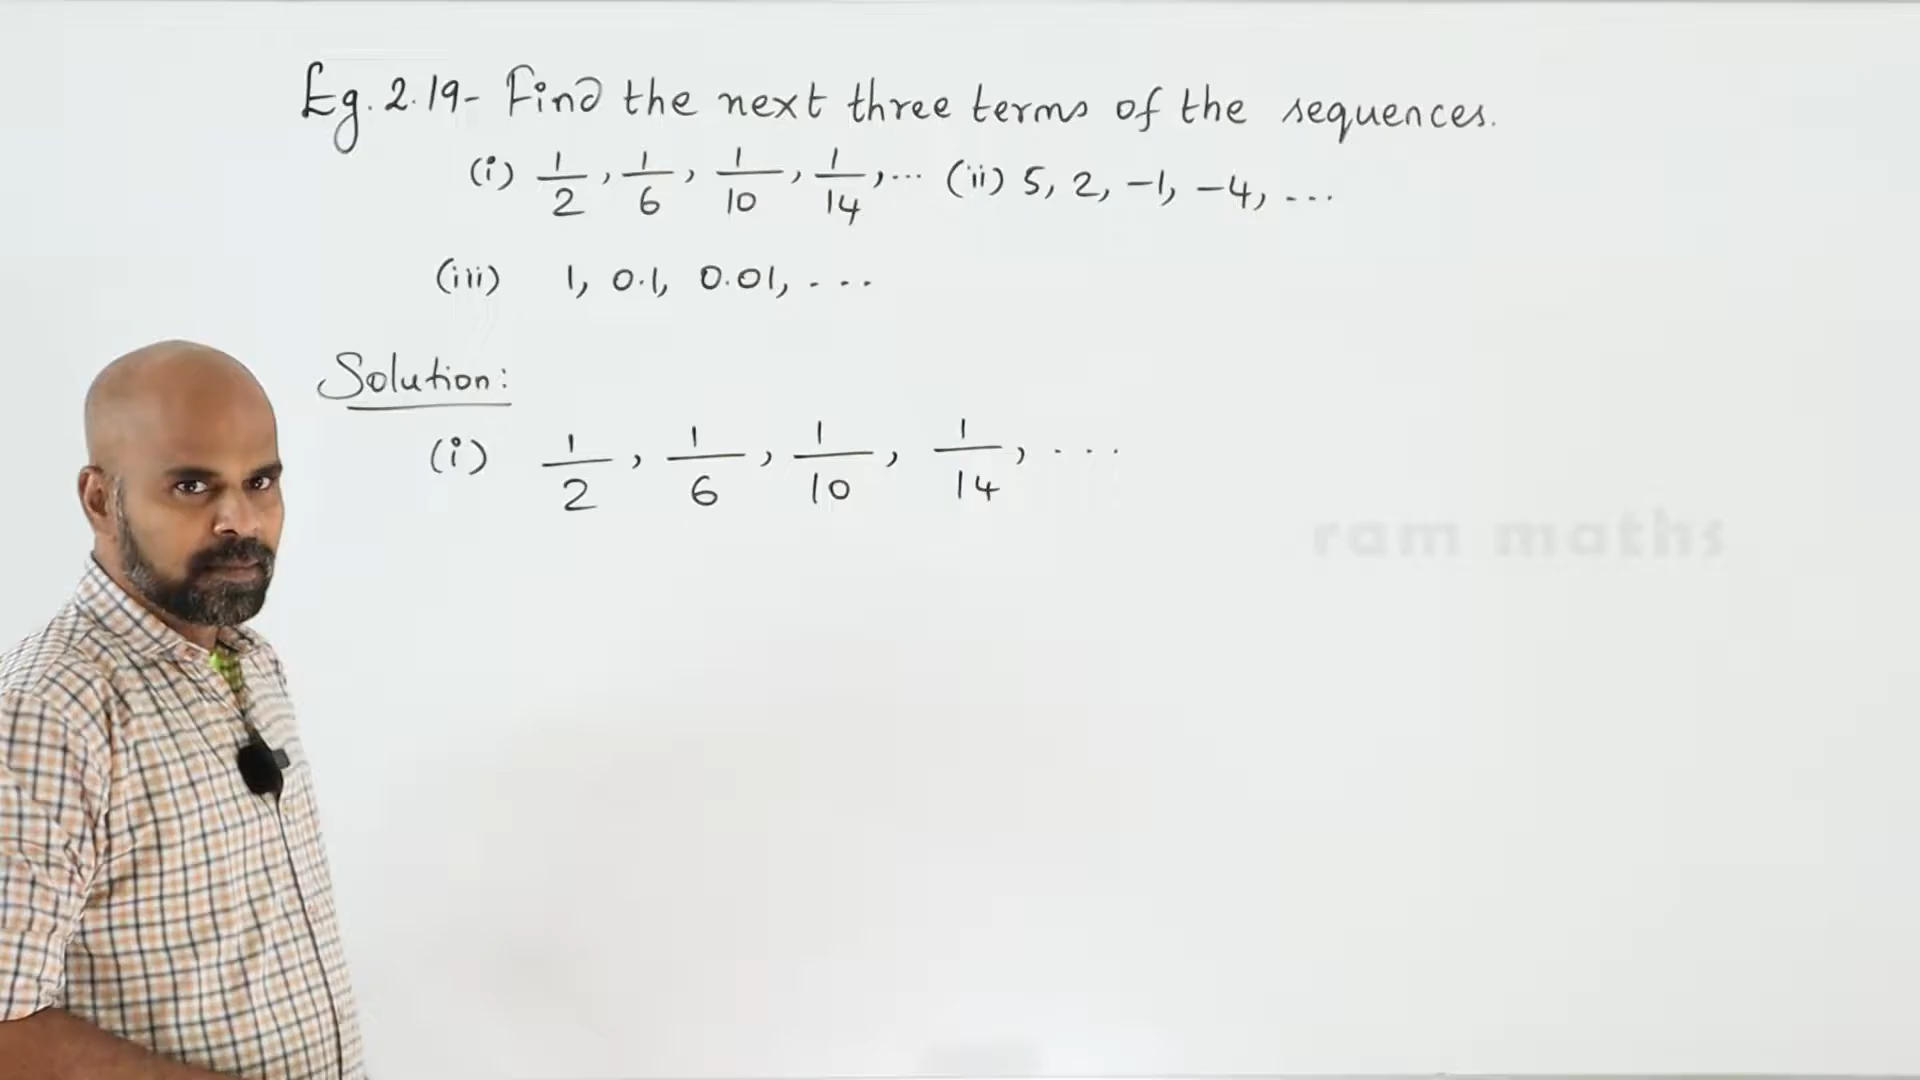 Eg. 2.19- Find the next three terms of the sequences.
(i) 1/2, 1/6, 1/10, 1/14, ... (ii) 5, 2, -1, -4, ...
(iii) 1, 0.1, 0.01, ...
Solution:
(i) 1/2, 1/6, 1/10, 1/14, ...
ram maths